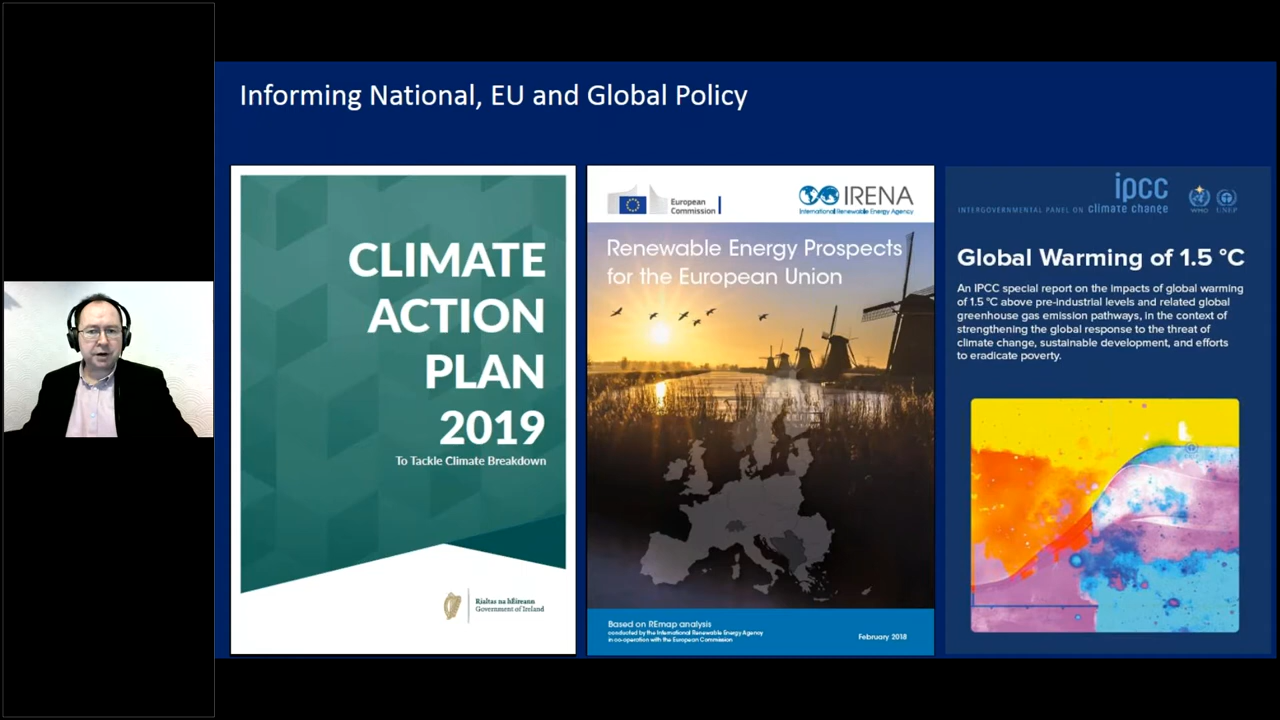 Informing National, EU and Global Policy
CLIMATE
ACTION
PLAN
2019
To Tackle Climate Breakdown
Rialtas na hÉireann
Government of Ireland
European
Commission
IRENA
International Renewable Energy Agency
Renewable Energy Prospects
for the European Union
Based on REmap analysis
conducted by the International Renewable Energy Agency
in co-operation with the European Commission
February 2018
ipcc
INTERGOVERNMENTAL PANEL ON climate change
WMO UNEP
Global Warming of 1.5 °C
An IPCC special report on the impacts of global warming
of 1.5 °C above pre-industrial levels and related global
greenhouse gas emission pathways, in the context of
strengthening the global response to the threat of
climate change, sustainable development, and efforts
to eradicate poverty.